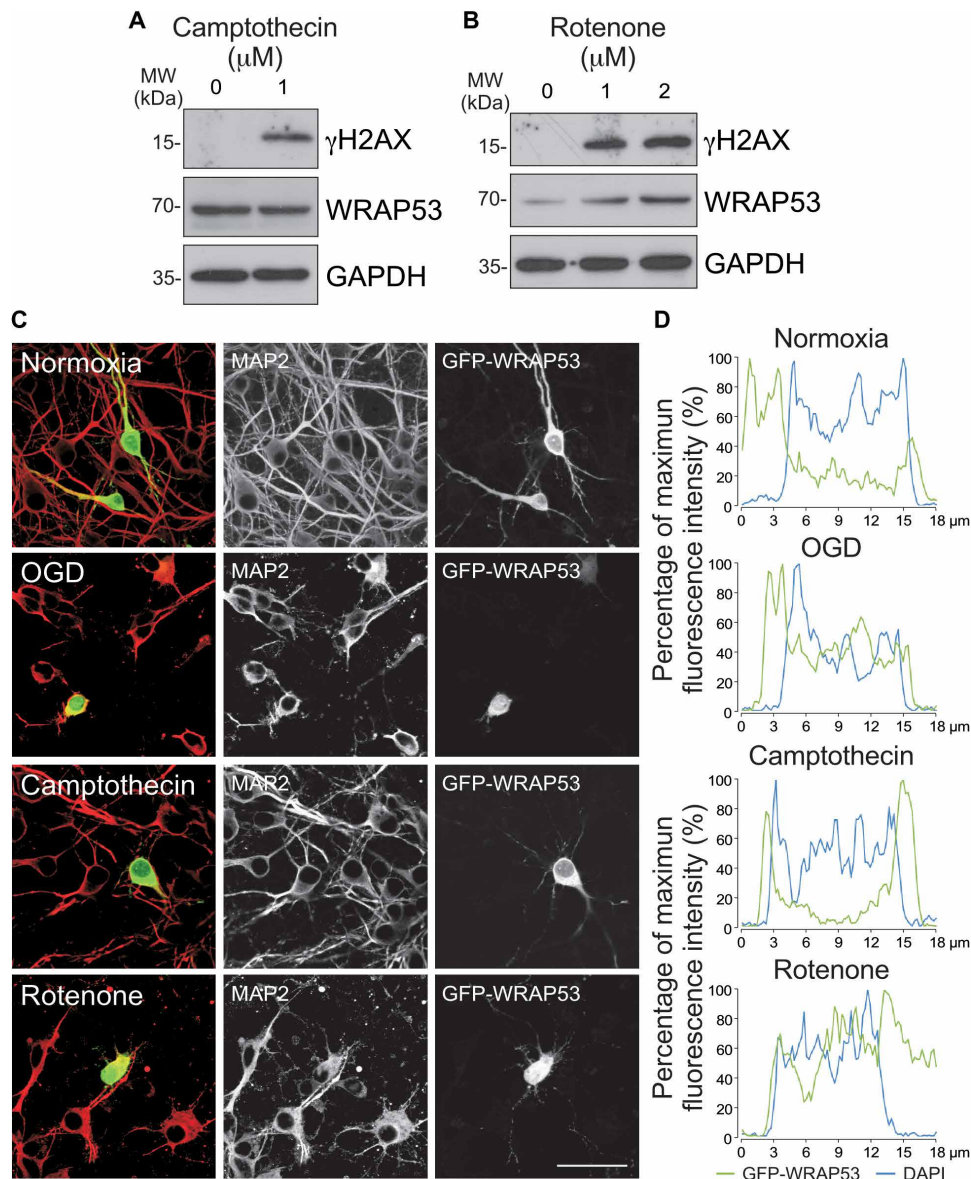 A
Camptothecin
(μM)
MW
(kDa)
0 1
15-
γH2AX
70-
WRAP53
35-
GAPDH
B
Rotenone
(μM)
MW
(kDa)
0 1 2
15-
γH2AX
70-
WRAP53
35-
GAPDH
C
Normoxia MAP2 GFP-WRAP53
OGD MAP2 GFP-WRAP53
Camptothecin MAP2 GFP-WRAP53
Rotenone MAP2 GFP-WRAP53
D
Percentage of maximun
fluorescence intensity (%)
Normoxia
100
80
60
40
20
0
0 3 6 9 12 15 18 μm
OGD
100
80
60
40
20
0
0 3 6 9 12 15 18 μm
Percentage of maximun
fluorescence intensity (%)
Camptothecin
100
80
60
40
20
0
0 3 6 9 12 15 18 μm
Rotenone
100
80
60
40
20
0
0 3 6 9 12 15 18 μm
GFP-WRAP53 DAPI